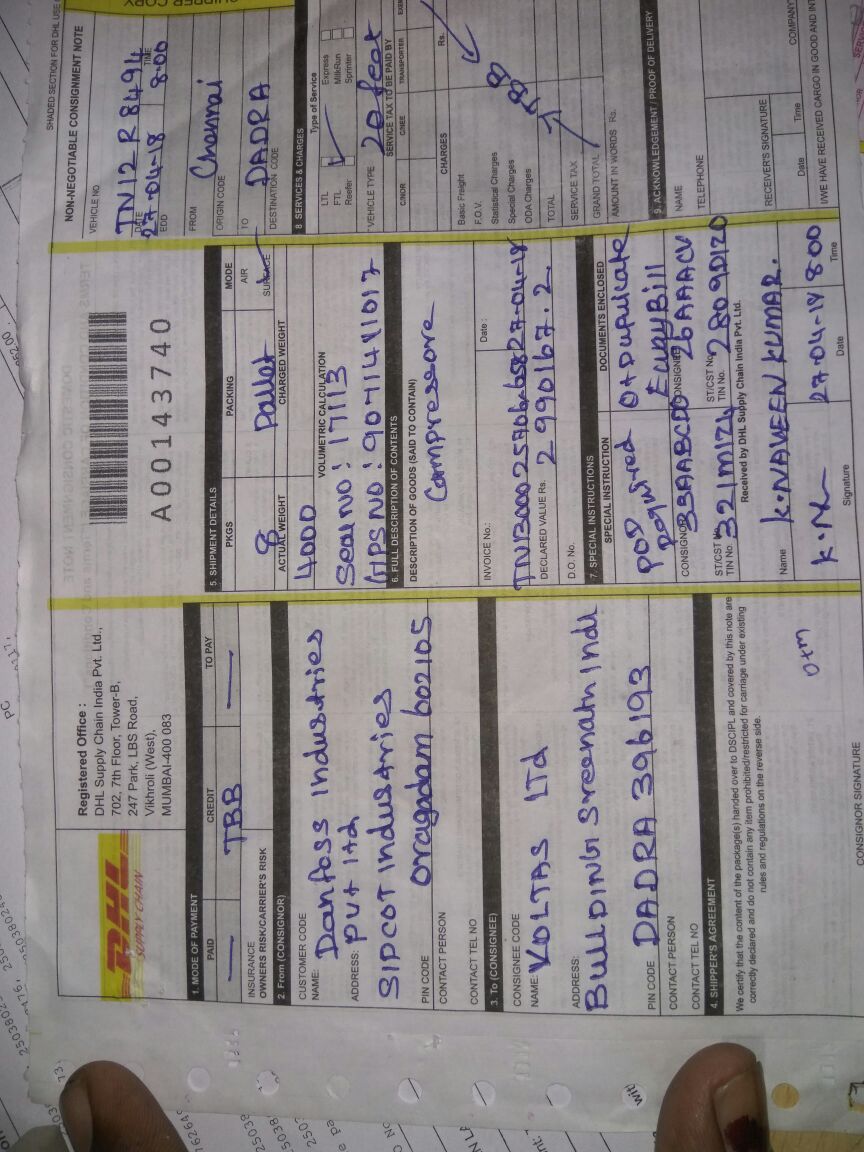 SHIPPER COPY
DHL
SUPPLY CHAIN
Registered Office :
DHL Supply Chain India Pvt. Ltd.,
702, 7th Floor, Tower-B,
247 Park, LBS Road,
Vikhroli (West),
MUMBAI-400 083
A00143740
SHADED SECTION FOR DHL USE
NON-NEGOTIABLE CONSIGNMENT NOTE
VEHICLE NO
TN12 R 8494
DATE TIME
27-04-18 8-00
EDD
FROM Chennai
ORIGIN CODE
TO DADRA
DESTINATION CODE
1. MODE OF PAYMENT
PAID CREDIT TO PAY
— TBB —
INSURANCE
OWNERS RISK/CARRIER'S RISK
2. From (CONSIGNOR)
CUSTOMER CODE
NAME: Danfoss Industries
ADDRESS: Pvt Ltd
SIPCOT Industries
oragadam 602105
PIN CODE
CONTACT PERSON
CONTACT TEL NO
3. To (CONSIGNEE)
CONSIGNEE CODE
NAME: VOLTAS LTd
ADDRESS:
BuilDING Sreenath Indl
PIN CODE DADRA 396193
CONTACT PERSON
CONTACT TEL NO
4. SHIPPER'S AGREEMENT
We certify that the content of the package(s) handed over to DSCIPL and covered by this note are
correctly declared and do not contain any item prohibited/restricted for carriage under existing
rules and regulations on the reverse side.
CONSIGNOR SIGNATURE
5. SHIPMENT DETAILS
PKGS PACKING MODE
8 Pallet AIR
SURFACE
ACTUAL WEIGHT CHARGED WEIGHT
4000
VOLUMETRIC CALCULATION
Seal NO: 17113
GPS NO: 9071411017
6. FULL DESCRIPTION OF CONTENTS
DESCRIPTION OF GOODS (SAID TO CONTAIN)
Compressore
INVOICE No.: Date:
27-04-18
DECLARED VALUE Rs. 2990167.2
D.O. No.
7. SPECIAL INSTRUCTIONS
SPECIAL INSTRUCTION DOCUMENTS ENCLOSED
POD required
CONSIGNOR CONSIGNEE
ST/CST No. ST/CST No.
TIN No. TIN No. 28090120
Received by DHL Supply Chain India Pvt. Ltd.
Name K.NAVEEN KUMAR.
27-04-18 8.00
Signature Date Time
8 SERVICES & CHARGES
Type of Service
LTL Express
FTL MilkRun
Reefer Sprinter
VEHICLE TYPE 20 feet
SERVICE TAX TO BE PAID BY
C/NOR C/NEE TRANSPORTER
CHARGES Rs.
Basic Freight
F.O.V.
Statistical Charges
Special Charges
ODA Charges
TOTAL
SERVICE TAX
GRAND TOTAL
AMOUNT IN WORDS Rs.
9. ACKNOWLEDGEMENT / PROOF OF DELIVERY
NAME
TELEPHONE
RECEIVER'S SIGNATURE COMPANY
Date Time
I/WE HAVE RECEIVED CARGO IN GOOD AND